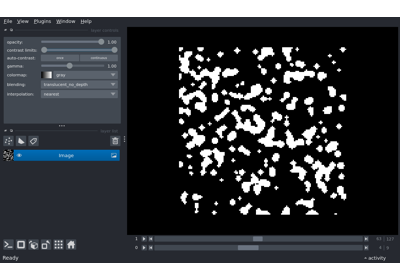 File View Plugins Window Help
opacity: 1.00
contrast limits:
auto-contrast: once continuous
gamma: 1.00
colormap: gray
blending: translucent_no_depth
interpolation: nearest
Image
1
0
Ready
activity